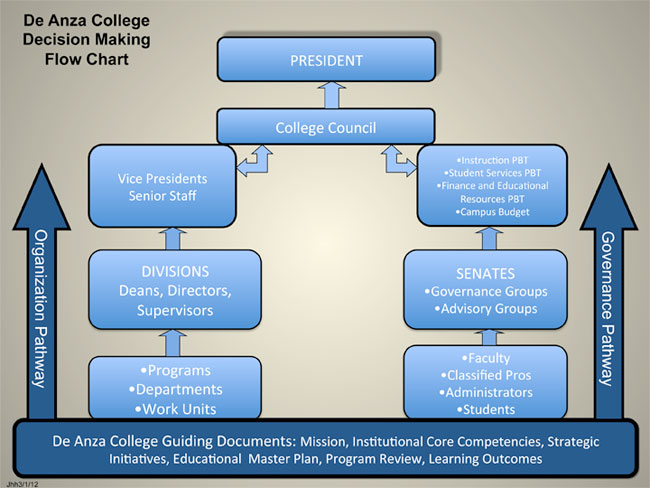 De Anza College
Decision Making
Flow Chart
PRESIDENT
College Council
Vice Presidents
Senior Staff
•Instruction PBT
•Student Services PBT
•Finance and Educational
Resources PBT
•Campus Budget
Organization Pathway
DIVISIONS
Deans, Directors,
Supervisors
SENATES
•Governance Groups
•Advisory Groups
Governance Pathway
•Programs
•Departments
•Work Units
•Faculty
•Classified Pros
•Administrators
•Students
De Anza College Guiding Documents: Mission, Institutional Core Competencies, Strategic
Initiatives, Educational Master Plan, Program Review, Learning Outcomes
Jhh3/1/12